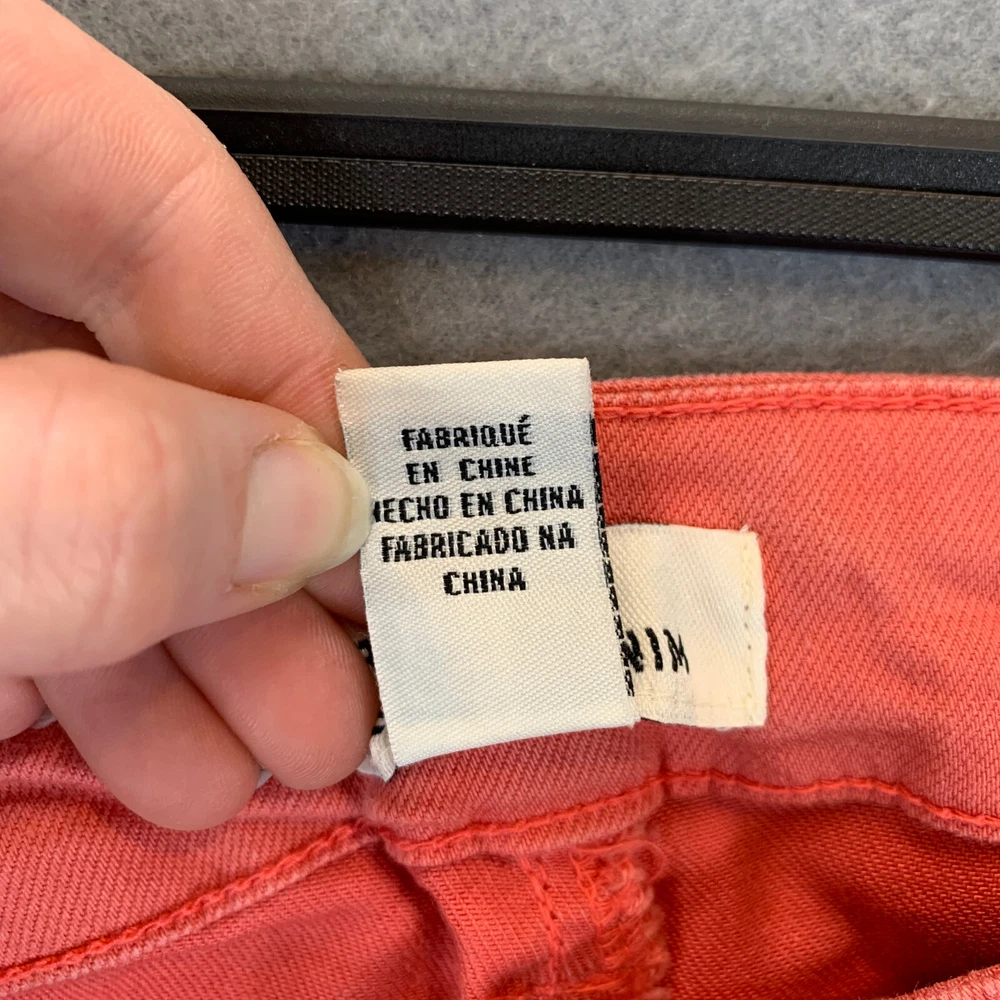 FABRIQUÉ
EN CHINE
HECHO EN CHINA
FABRICADO NA
CHINA